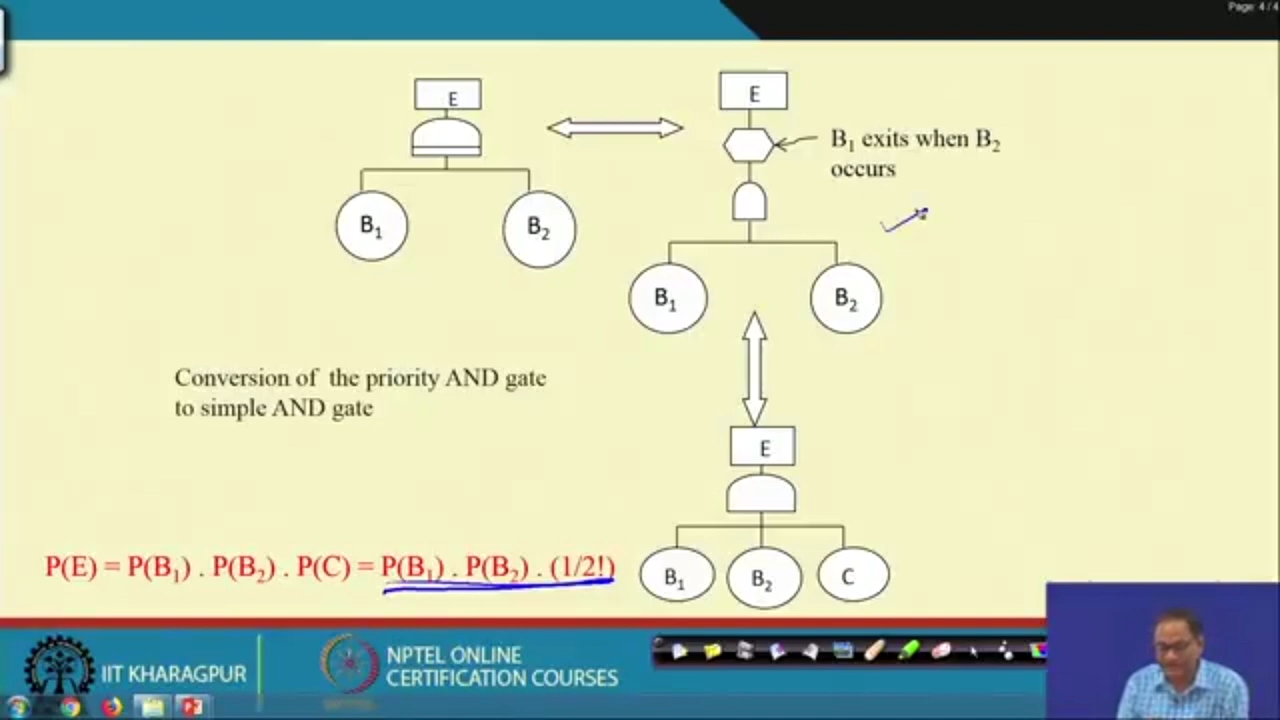 Page: 4 / 4
E
B1
B2
E
B1 exits when B2
occurs
B1
B2
Conversion of the priority AND gate
to simple AND gate
E
B1
B2
C
P(E) = P(B1) . P(B2) . P(C) = P(B1) . P(B2) . (1/2!)
IIT KHARAGPUR
NPTEL ONLINE
CERTIFICATION COURSES